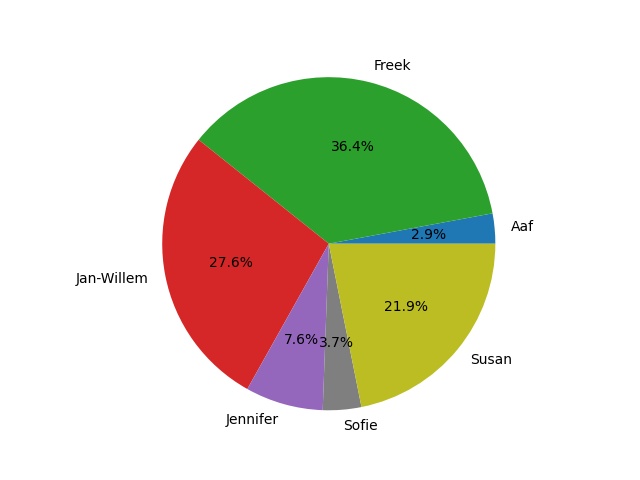 Freek
36.4%
Aaf
2.9%
27.6%
Jan-Willem
21.9%
7.6%
3.7%
Susan
Jennifer
Sofie